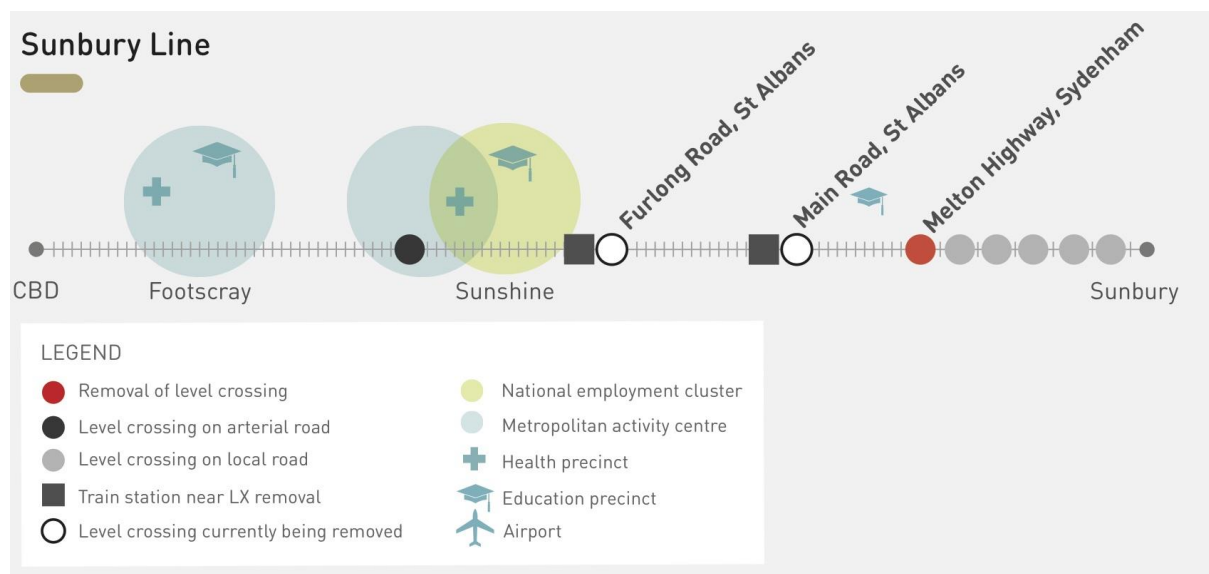 Sunbury Line
Furlong Road, St Albans
Main Road, St Albans
Melton Highway, Sydenham
CBD
Footscray
Sunshine
Sunbury
LEGEND
Removal of level crossing
Level crossing on arterial road
Level crossing on local road
Train station near LX removal
Level crossing currently being removed
National employment cluster
Metropolitan activity centre
Health precinct
Education precinct
Airport